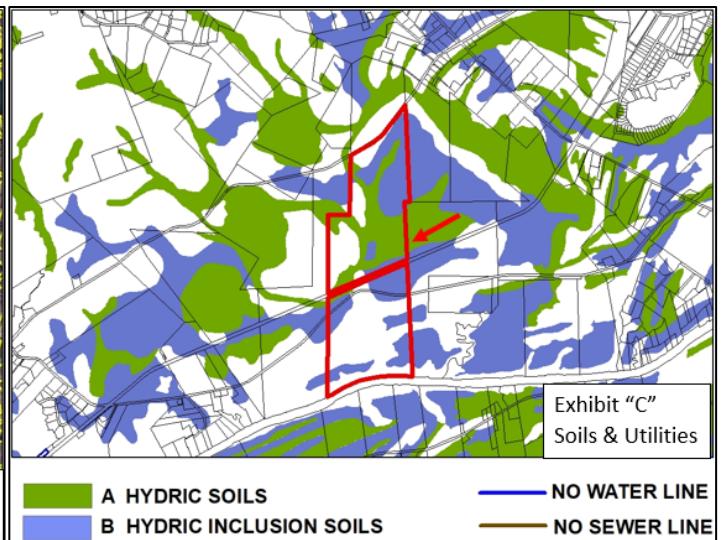 Exhibit “C”
Soils & Utilities
A HYDRIC SOILS
NO WATER LINE
B HYDRIC INCLUSION SOILS
NO SEWER LINE